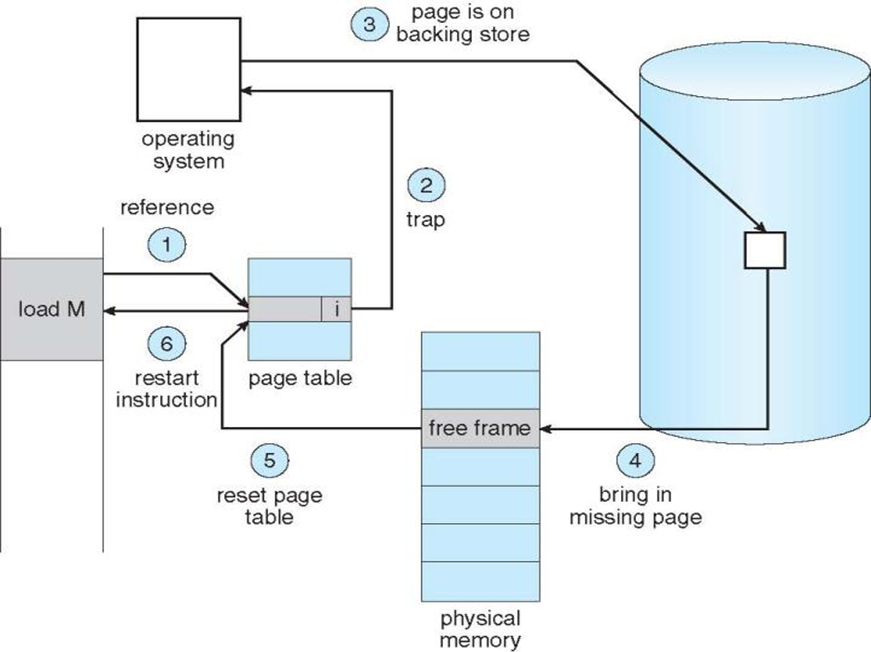 3
page is on
backing store
operating
system
2
trap
reference
1
load M
i
6
restart
instruction
page table
free frame
5
reset page
table
4
bring in
missing page
physical
memory